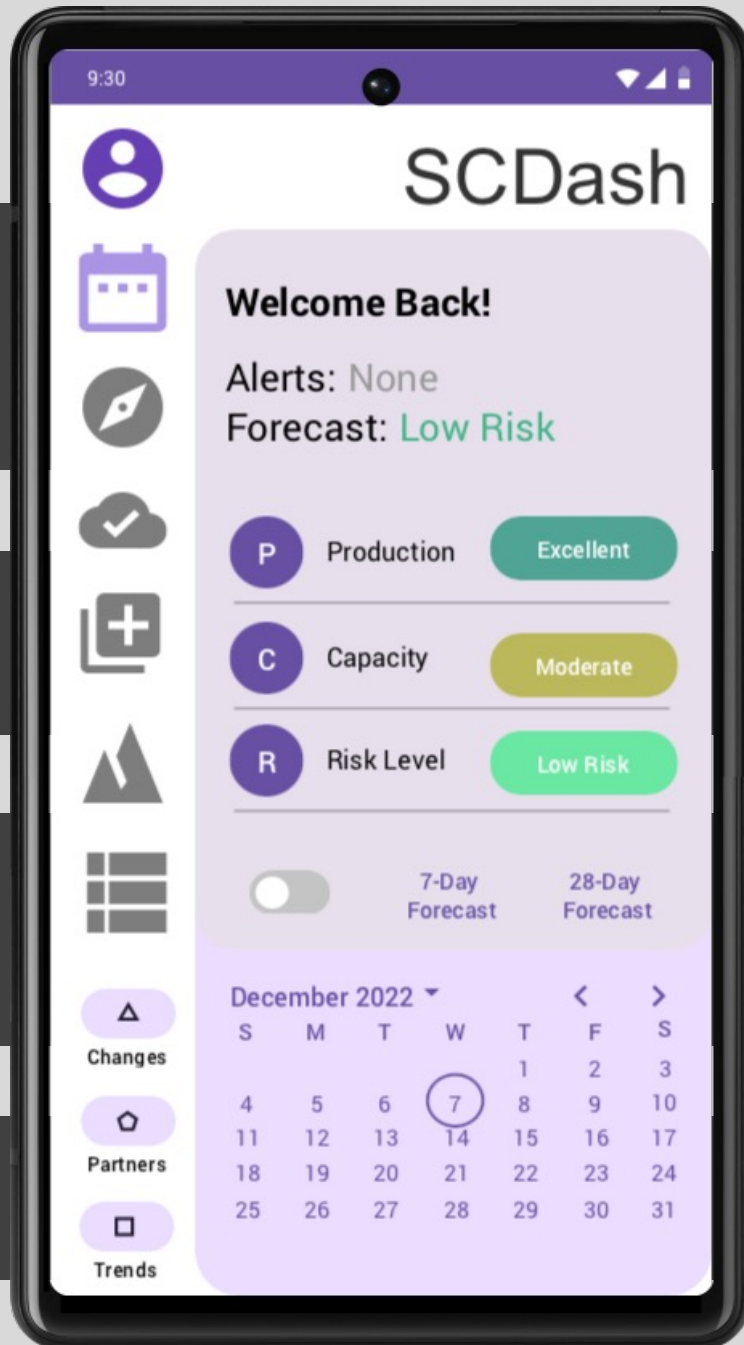 9:30
SCDash
Welcome Back!
Alerts: None
Forecast: Low Risk
P Production Excellent
C Capacity Moderate
R Risk Level Low Risk
7-Day 28-Day
Forecast Forecast
December 2022
S M T W T F S
1 2 3
4 5 6 7 8 9 10
11 12 13 14 15 16 17
18 19 20 21 22 23 24
25 26 27 28 29 30 31
Changes
Partners
Trends